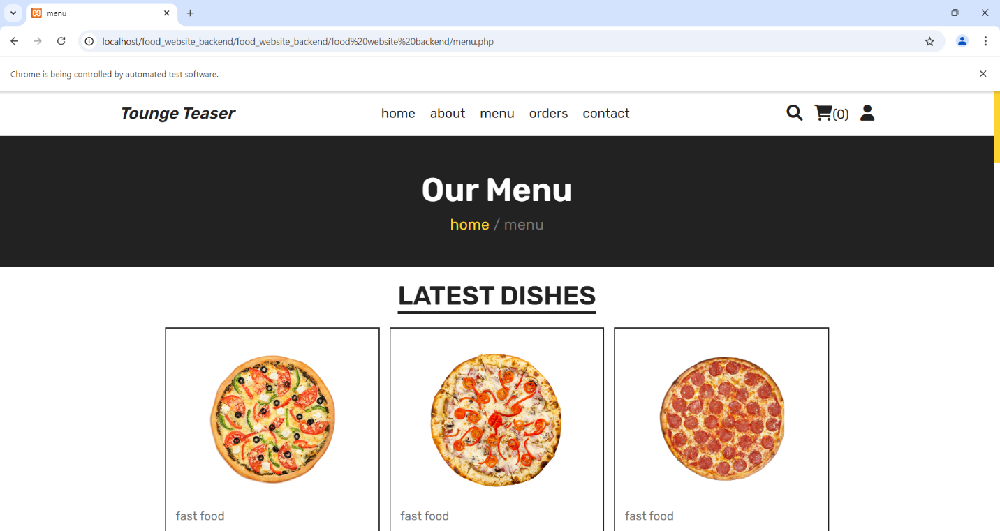 menu
localhost/food_website_backend/food_website_backend/food%20website%20backend/menu.php
Chrome is being controlled by automated test software.
Tounge Teaser home about menu orders contact (0)
Our Menu
home / menu
LATEST DISHES
fast food fast food fast food